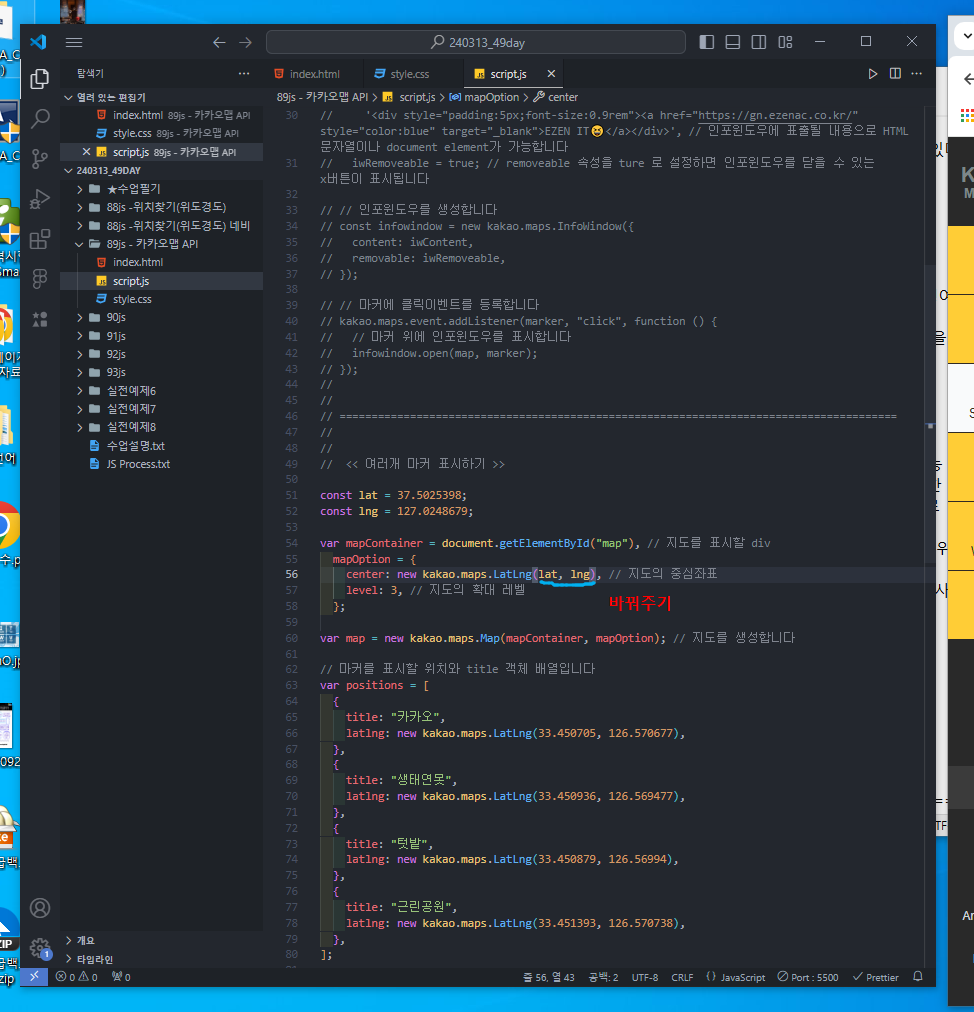 240313_49day
탐색기
index.html
style.css
script.js
89js - 카카오맵 API > script.js > mapOption > center
열려 있는 편집기
index.html 89js - 카카오맵 API
style.css 89js - 카카오맵 API
script.js 89js - 카카오맵 API
240313_49DAY
★수업필기
88js -위치찾기(위도경도)
88js -위치찾기(위도경도) 네비
89js - 카카오맵 API
index.html
script.js
style.css
90js
91js
92js
93js
실전예제6
실전예제7
실전예제8
수업설명.txt
JS Process.txt
개요
타임라인
30 // '<div style="padding:5px;font-size:0.9rem"><a href="https://gn.ezenac.co.kr/"
style="color:blue" target="_blank">EZEN IT😆</a></div>', // 인포윈도우에 표출될 내용으로 HTML
문자열이나 document element가 가능합니다
31 // iwRemoveable = true; // removeable 속성을 ture 로 설정하면 인포윈도우를 닫을 수 있는
x버튼이 표시됩니다
32
33 // // 인포윈도우를 생성합니다
34 // const infowindow = new kakao.maps.InfoWindow({
35 // content: iwContent,
36 // removable: iwRemoveable,
37 // });
38
39 // // 마커에 클릭이벤트를 등록합니다
40 // kakao.maps.event.addListener(marker, "click", function () {
41 // // 마커 위에 인포윈도우를 표시합니다
42 // infowindow.open(map, marker);
43 // });
44 //
45 //
46 // =======================================================================================
47 //
48 //
49 // << 여러개 마커 표시하기 >>
50
51 const lat = 37.5025398;
52 const lng = 127.0248679;
53
54 var mapContainer = document.getElementById("map"), // 지도를 표시할 div
55 mapOption = {
56 center: new kakao.maps.LatLng(lat, lng), // 지도의 중심좌표
57 level: 3, // 지도의 확대 레벨
바꿔주기
58 };
59
60 var map = new kakao.maps.Map(mapContainer, mapOption); // 지도를 생성합니다
61
62 // 마커를 표시할 위치와 title 객체 배열입니다
63 var positions = [
64 {
65 title: "카카오",
66 latlng: new kakao.maps.LatLng(33.450705, 126.570677),
67 },
68 {
69 title: "생태연못",
70 latlng: new kakao.maps.LatLng(33.450936, 126.569477),
71 },
72 {
73 title: "텃밭",
74 latlng: new kakao.maps.LatLng(33.450879, 126.56994),
75 },
76 {
77 title: "근린공원",
78 latlng: new kakao.maps.LatLng(33.451393, 126.570738),
79 },
80 ];
0 0 0 줄 56, 열 43 공백: 2 UTF-8 CRLF {} JavaScript Port : 5500 Prettier